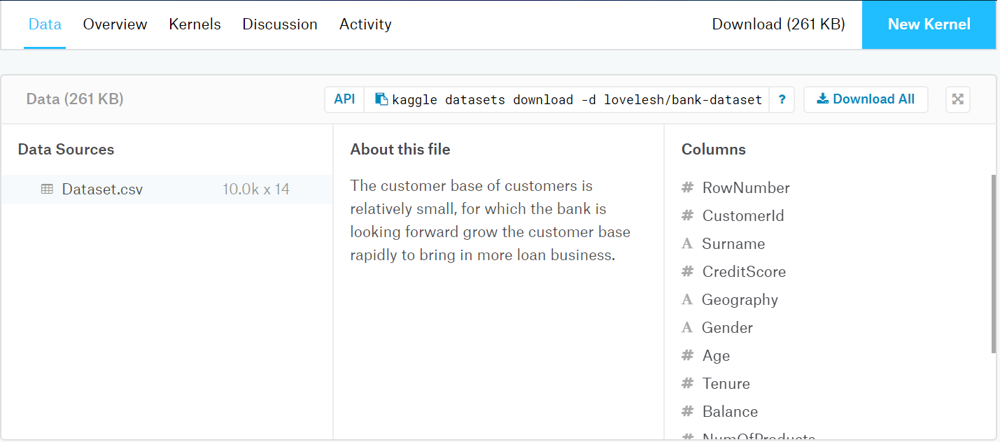 Data Overview Kernels Discussion Activity Download (261 KB) New Kernel
Data (261 KB) API kaggle datasets download -d lovelesh/bank-dataset ? Download All
Data Sources
Dataset.csv 10.0k x 14
About this file
The customer base of customers is
relatively small, for which the bank is
looking forward grow the customer base
rapidly to bring in more loan business.
Columns
# RowNumber
# CustomerId
A Surname
# CreditScore
A Geography
A Gender
# Age
# Tenure
# Balance
# NumOfProducts